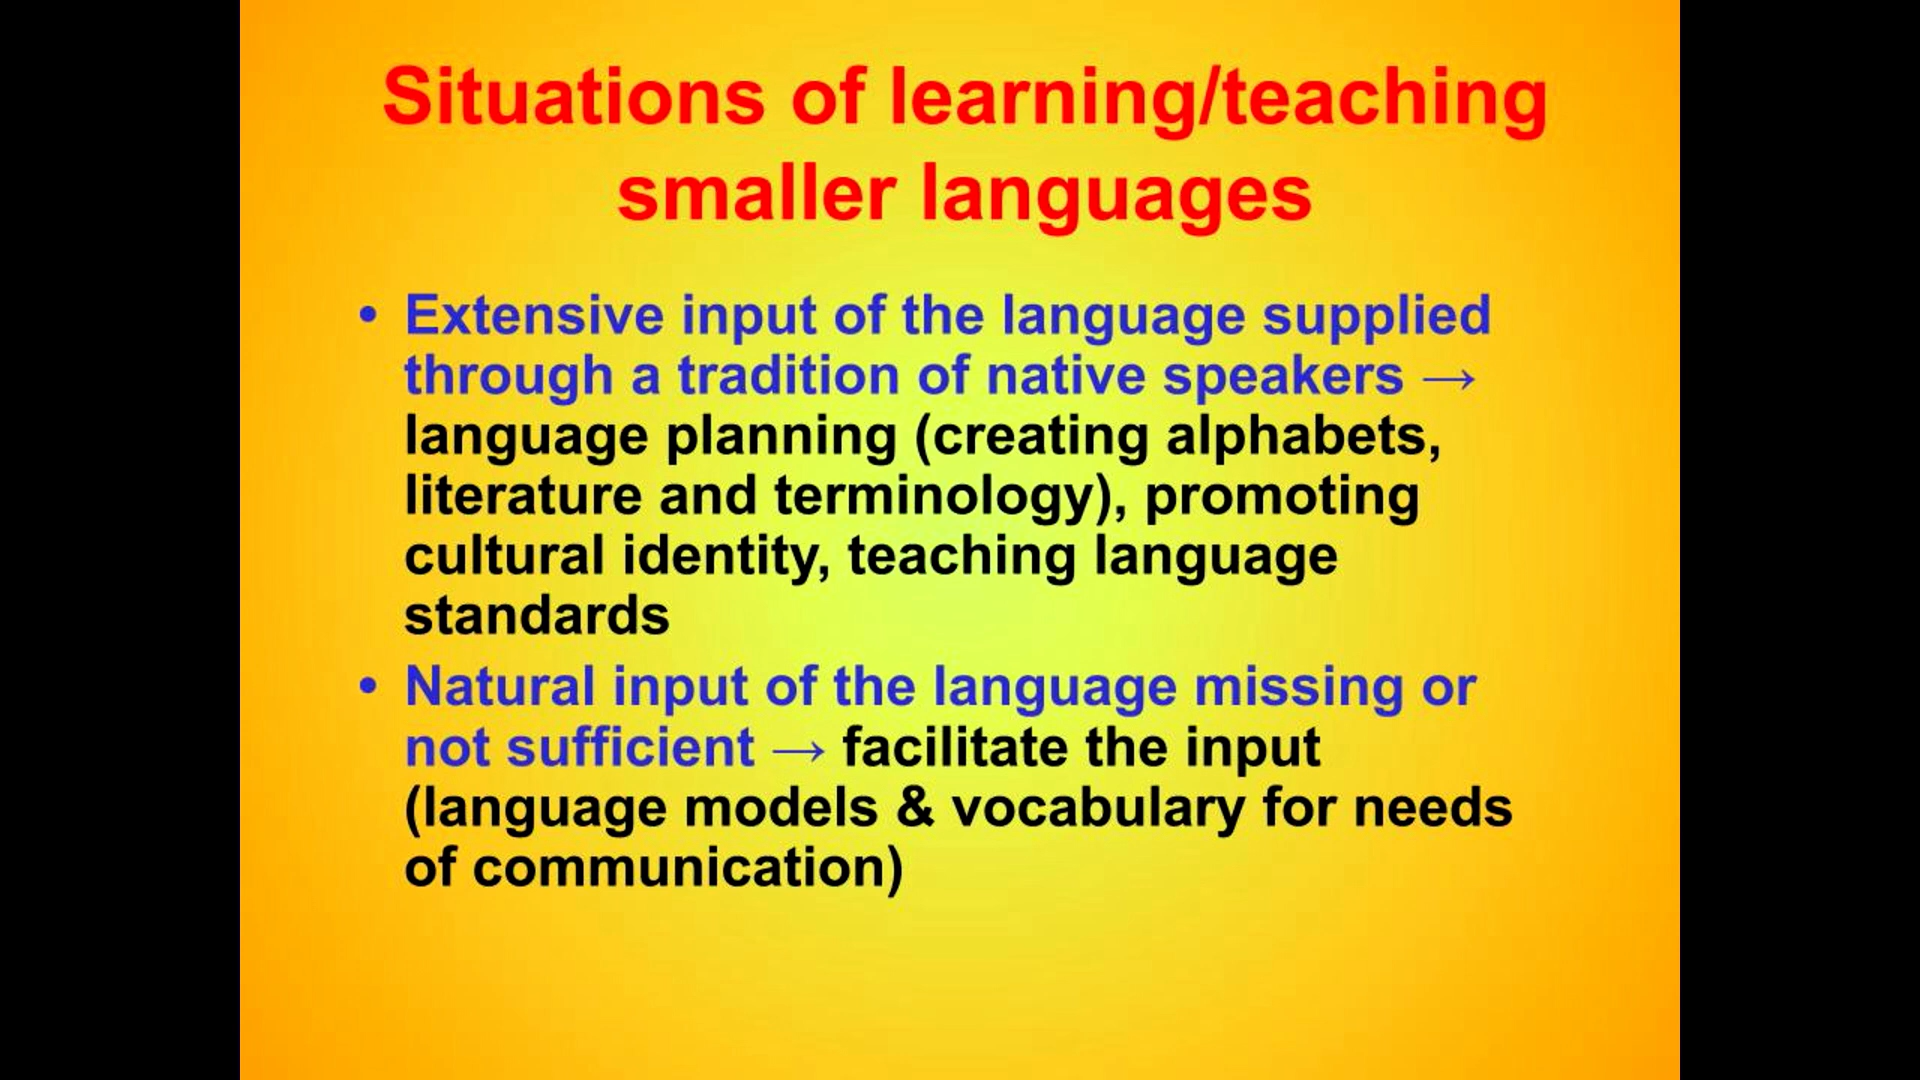 Situations of learning/teaching
smaller languages
• Extensive input of the language supplied
through a tradition of native speakers →
language planning (creating alphabets,
literature and terminology), promoting
cultural identity, teaching language
standards
• Natural input of the language missing or
not sufficient → facilitate the input
(language models & vocabulary for needs
of communication)